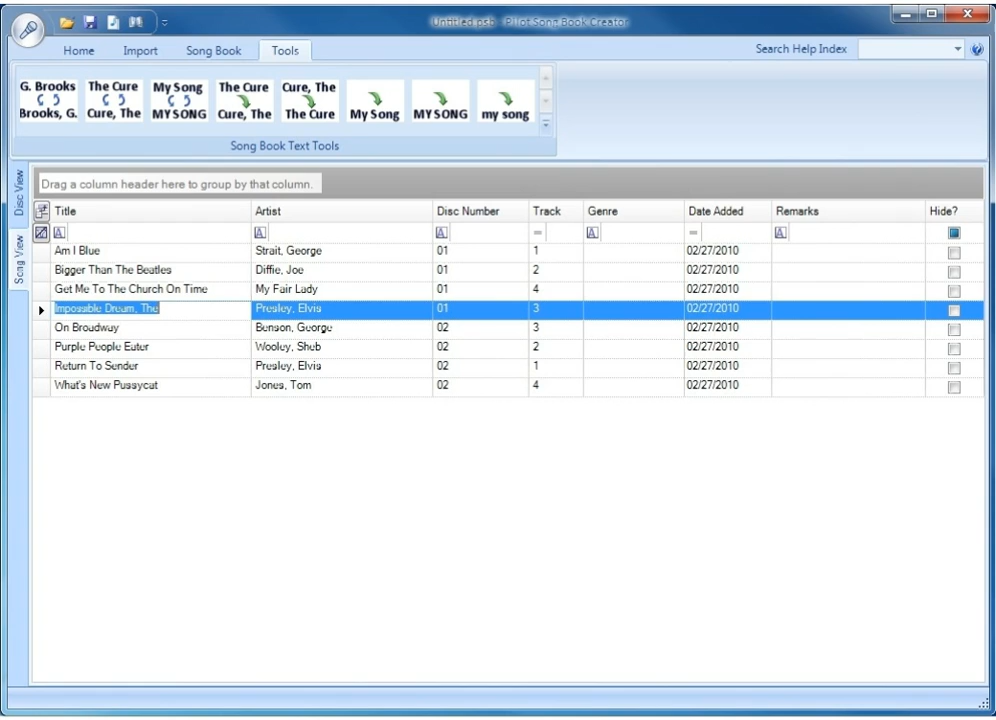 Untitled.psb - Pilot Song Book Creator
Home Import Song Book Tools Search Help Index
G. Brooks The Cure My Song The Cure Cure, The
Brooks, G. Cure, The MY SONG Cure, The The Cure My Song MY SONG my song
Song Book Text Tools
Disc View
Song View
Drag a column header here to group by that column.
Title Artist Disc Number Track Genre Date Added Remarks Hide?
A A A = A = A
Am I Blue Strait, George 01 1 02/27/2010
Bigger Than The Beatles Diffie, Joe 01 2 02/27/2010
Get Me To The Church On Time My Fair Lady 01 4 02/27/2010
Impossible Dream, The Presley, Elvis 01 3 02/27/2010
On Broadway Benson, George 02 3 02/27/2010
Purple People Eater Wooley, Sheb 02 2 02/27/2010
Return To Sender Presley, Elvis 02 1 02/27/2010
What's New Pussycat Jones, Tom 02 4 02/27/2010